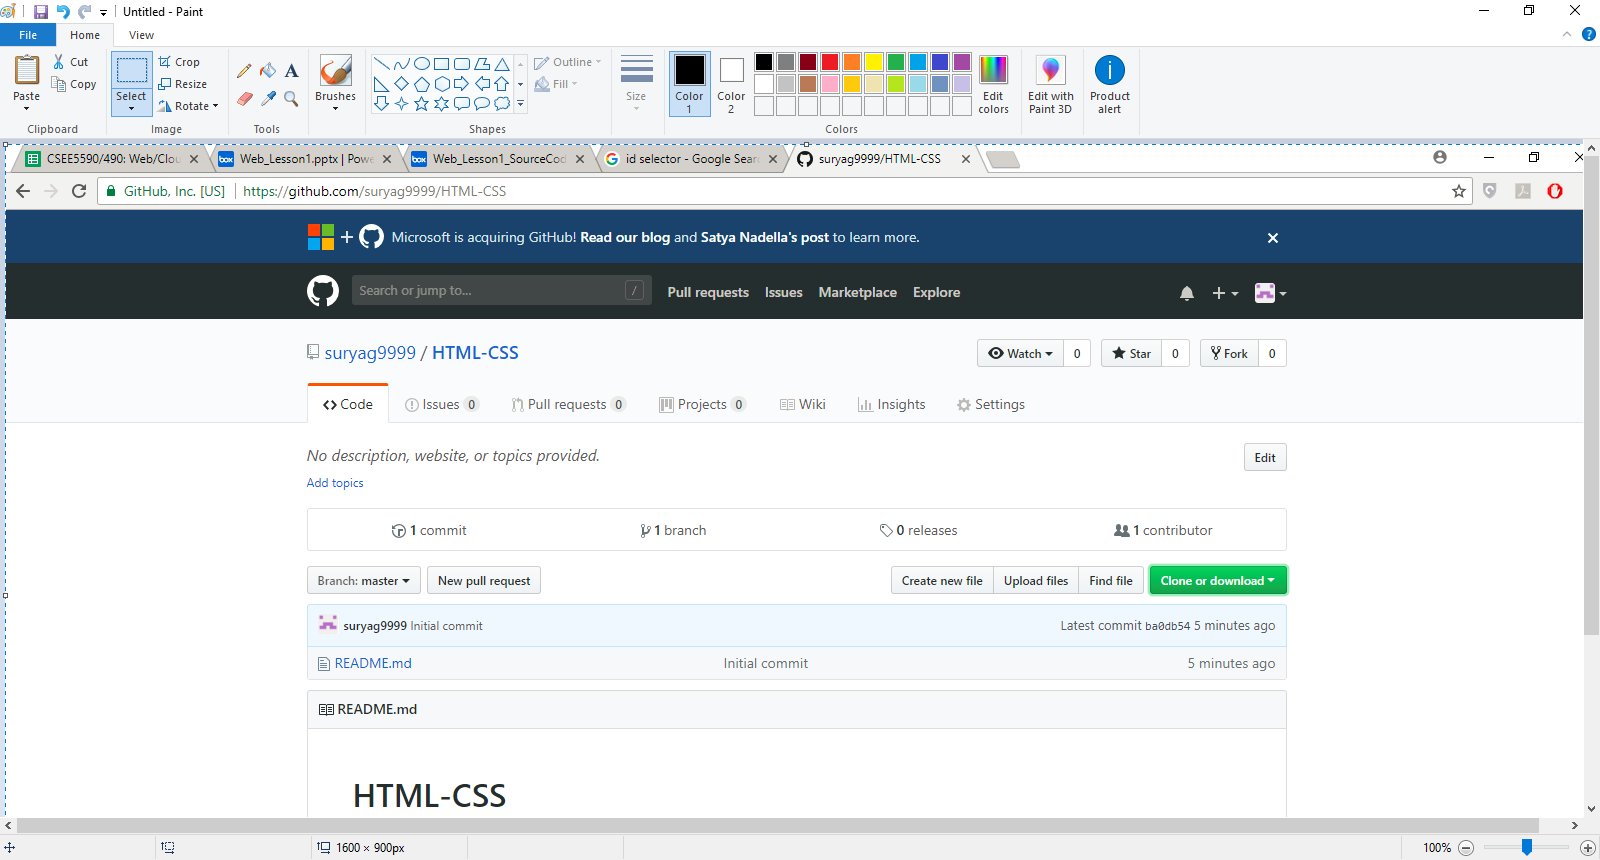 Untitled - Paint
File Home View
Paste
Cut
Copy
Clipboard
Select
Crop
Resize
Rotate
Image
Tools
Brushes
Shapes
Outline
Fill
Size
Color 1
Color 2
Colors
Edit colors
Edit with Paint 3D
Product alert
CSEE5590/490: Web/Clou
box Web_Lesson1.pptx | Powe
box Web_Lesson1_SourceCod
id selector - Google Sear
suryag9999/HTML-CSS
GitHub, Inc. [US] https://github.com/suryag9999/HTML-CSS
Microsoft is acquiring GitHub! Read our blog and Satya Nadella's post to learn more.
Search or jump to... / Pull requests Issues Marketplace Explore
suryag9999 / HTML-CSS Watch 0 Star 0 Fork 0
Code Issues 0 Pull requests 0 Projects 0 Wiki Insights Settings
No description, website, or topics provided. Edit
Add topics
1 commit 1 branch 0 releases 1 contributor
Branch: master New pull request Create new file Upload files Find file Clone or download
suryag9999 Initial commit Latest commit ba0db54 5 minutes ago
README.md Initial commit 5 minutes ago
README.md
HTML-CSS
1600 × 900px 100%